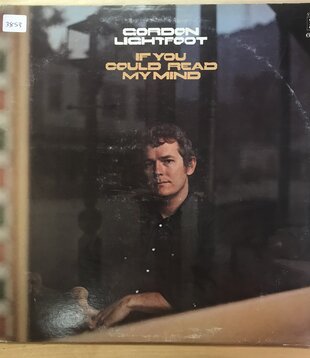 GORDON
LIGHTFOOT
IF YOU
COULD READ
MY MIND